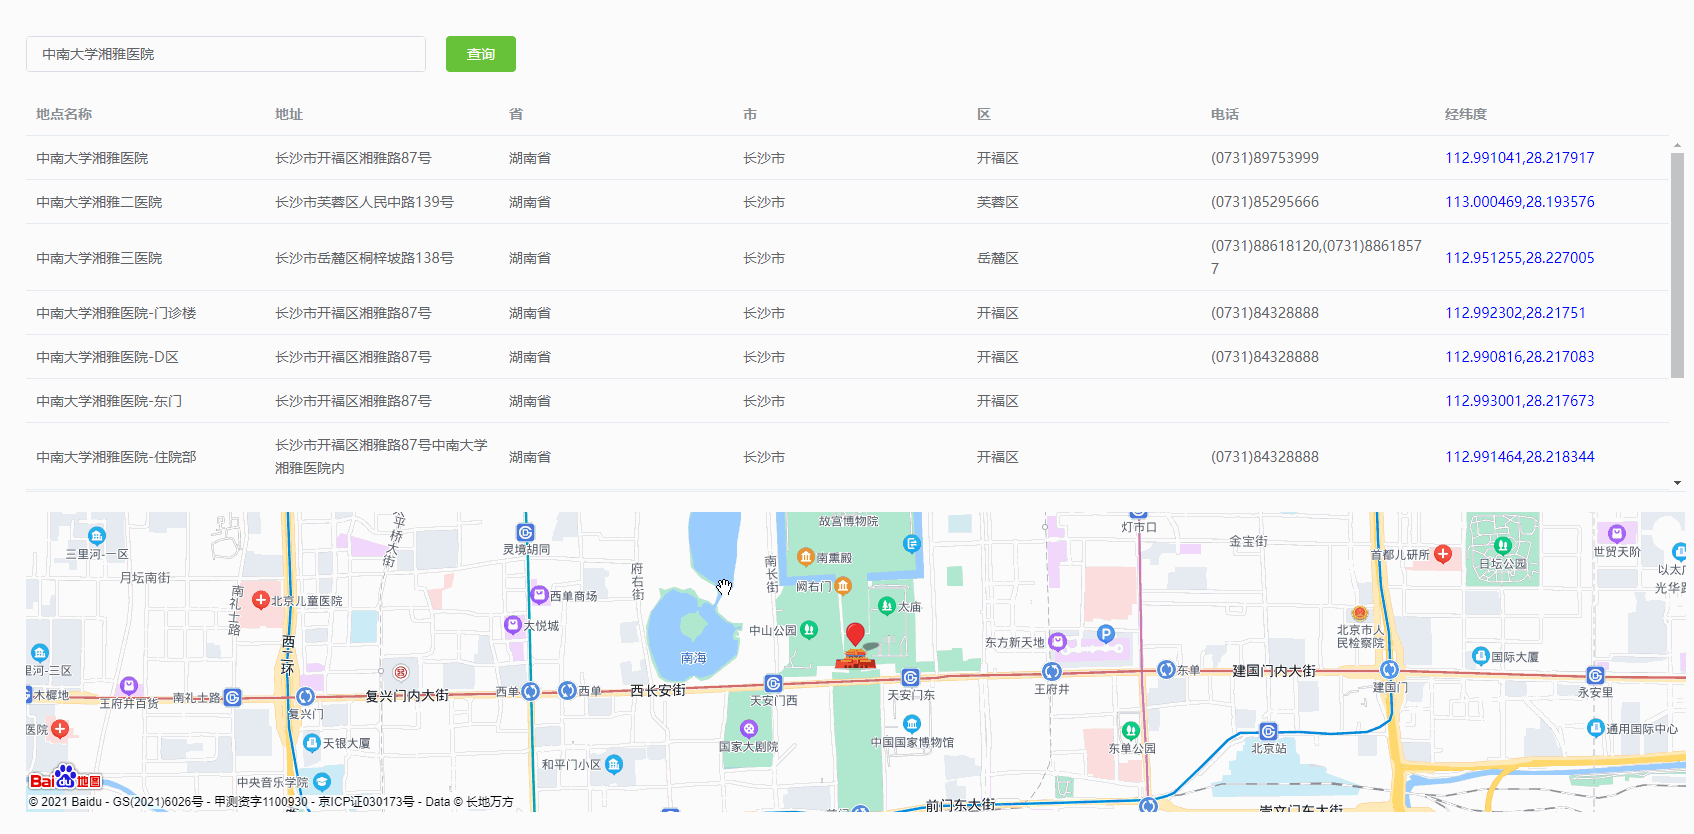 中南大学湘雅医院
查询
地点名称 地址 省 市 区 电话 经纬度
中南大学湘雅医院 长沙市开福区湘雅路87号 湖南省 长沙市 开福区 (0731)89753999 112.991041,28.217917
中南大学湘雅二医院 长沙市芙蓉区人民中路139号 湖南省 长沙市 芙蓉区 (0731)85295666 113.000469,28.193576
中南大学湘雅三医院 长沙市岳麓区桐梓坡路138号 湖南省 长沙市 岳麓区 (0731)88618120,(0731)8861857
7 112.951255,28.227005
中南大学湘雅医院-门诊楼 长沙市开福区湘雅路87号 湖南省 长沙市 开福区 (0731)84328888 112.992302,28.21751
中南大学湘雅医院-D区 长沙市开福区湘雅路87号 湖南省 长沙市 开福区 (0731)84328888 112.990816,28.217083
中南大学湘雅医院-东门 长沙市开福区湘雅路87号 湖南省 长沙市 开福区 112.993001,28.217673
中南大学湘雅医院-住院部 长沙市开福区湘雅路87号中南大学
湘雅医院内 湖南省 长沙市 开福区 (0731)84328888 112.991464,28.218344
太平桥大街
故宫博物院
灯市口
三里河-一区
灵境胡同
金宝街
首都儿研所
世贸天阶
月坛南街
南熏殿
日坛公园
南长街
府右街
阙右门
光华路
南礼士路
北京儿童医院
西单商场
太庙
大悦城
中山公园
北京市人
民检察院
西二环
东方新天地
P
南海
国际大厦
里河-三区
木樨地
王府井百货
南礼士路
复兴门
复兴门内大街
西单
西单
西长安街
天安门西
天安门东
王府井
东单
建国门内大街
建国门
永安里
医院
天银大厦
国家大剧院
中国国家博物馆
东单公园
北京站
通用国际中心
和平门小区
中央音乐学院
Bai du 地图
前门东大街
崇文门东大街
© 2021 Baidu - GS(2021)6026号 - 甲测资字1100930 - 京ICP证030173号 - Data © 长地万方